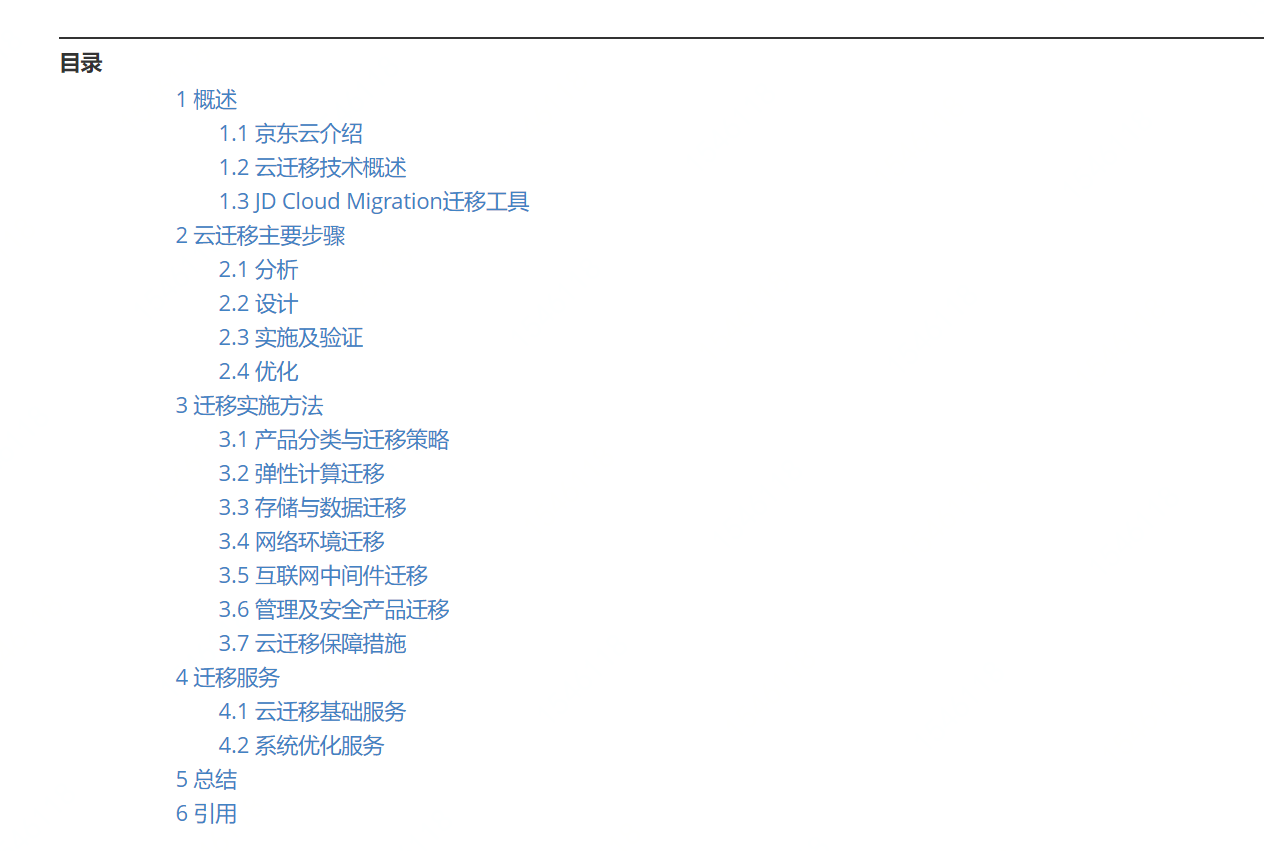 目录
1 概述
1.1 京东云介绍
1.2 云迁移技术概述
1.3 JD Cloud Migration迁移工具
2 云迁移主要步骤
2.1 分析
2.2 设计
2.3 实施及验证
2.4 优化
3 迁移实施方法
3.1 产品分类与迁移策略
3.2 弹性计算迁移
3.3 存储与数据迁移
3.4 网络环境迁移
3.5 互联网中间件迁移
3.6 管理及安全产品迁移
3.7 云迁移保障措施
4 迁移服务
4.1 云迁移基础服务
4.2 系统优化服务
5 总结
6 引用